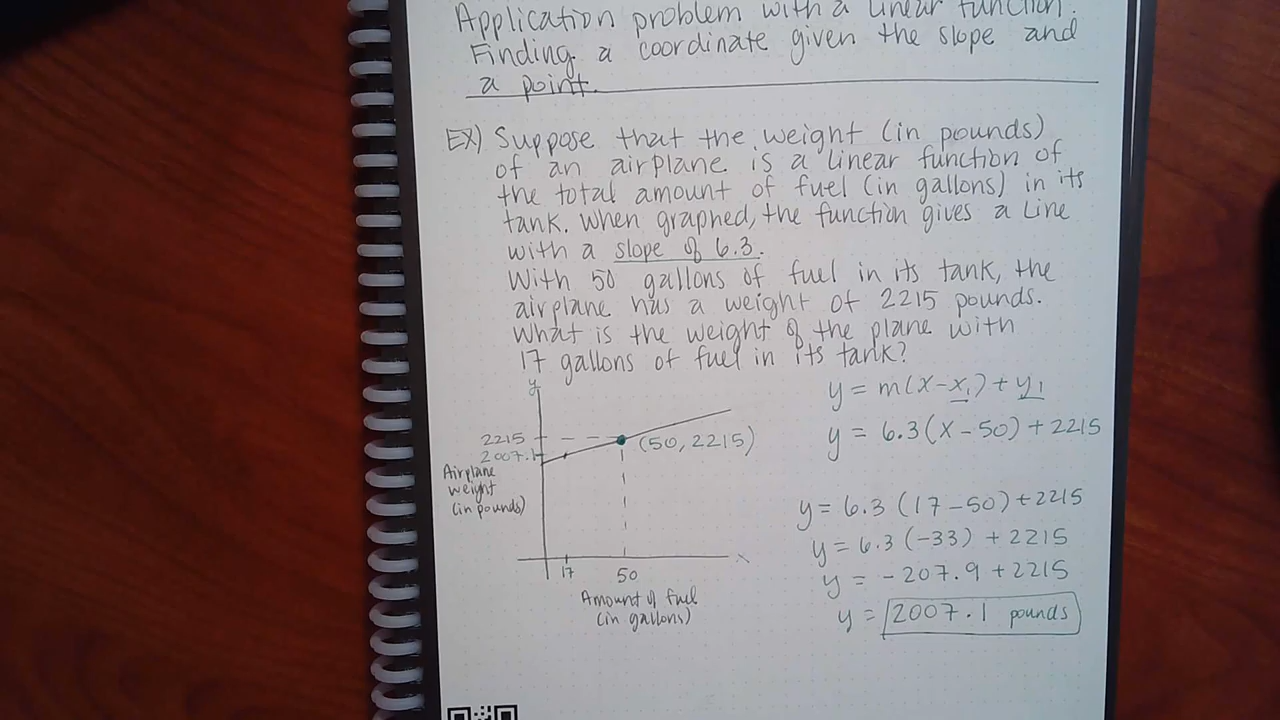 Application problem with a linear function.
Finding a coordinate given the slope and
a point.
EX) Suppose that the weight (in pounds)
of an airplane is a linear function of
the total amount of fuel (in gallons) in its
tank. When graphed, the function gives a line
with a slope of 6.3.
With 50 gallons of fuel in its tank, the
airplane has a weight of 2215 pounds.
What is the weight of the plane with
17 gallons of fuel in its tank?
y
2215
2007.1
(50, 2215)
Airplane
weight
(in pounds)
x
17
50
Amount of fuel
(in gallons)
y = m(x-x₁) + y₁
y = 6.3(x-50) + 2215
y = 6.3 (17-50) + 2215
y = 6.3 (-33) + 2215
y = -207.9 + 2215
y = 2007.1 pounds